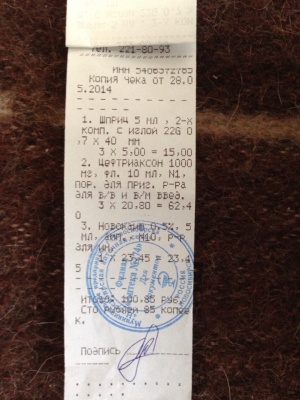 тел. 221-80-93
ИНН 5406372785
Копия чека от 28.0
5.2014
1. Шприц 5 мл , 2-х
комп. с иглой 22G 0
,7 х 40 мм
3 X 5,00 = 15,00
2. Цефтриаксон 1000
мг, фл. 10 мл, N1,
пор. для приг. р-ра
для в/в и в/м введ.
3 X 20,80 = 62,4
0
3. Новокаин 0,5%, 5
мл, амп. N10, р-р
для ин.
1 X 23,45 = 23,4
5
Итого: 100.85 руб.
Сто рублей 85 копее
к.
Подпись